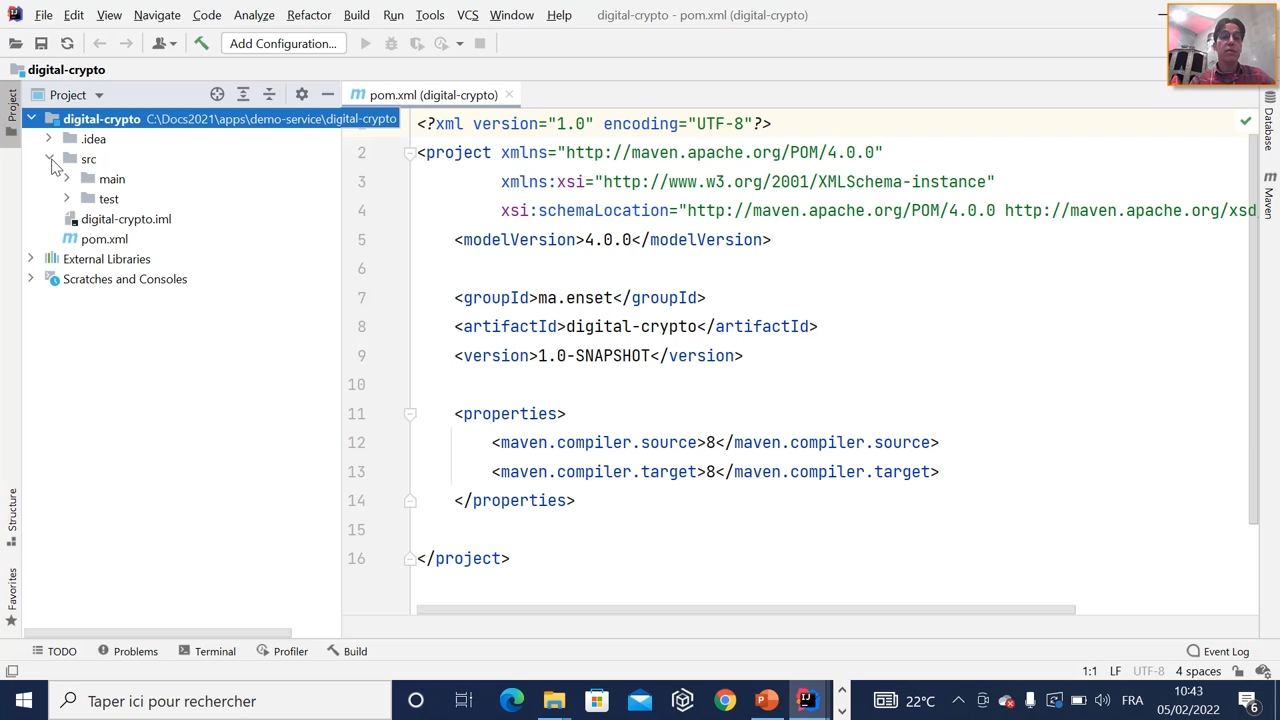 File Edit View Navigate Code Analyze Refactor Build Run Tools VCS Window Help digital-crypto - pom.xml (digital-crypto)
Add Configuration...
digital-crypto
Project
pom.xml (digital-crypto)
digital-crypto C:\Docs2021\apps\demo-service\digital-crypto
.idea
src
main
test
digital-crypto.iml
pom.xml
External Libraries
Scratches and Consoles
<?xml version="1.0" encoding="UTF-8"?>
2 <project xmlns="http://maven.apache.org/POM/4.0.0"
3 xmlns:xsi="http://www.w3.org/2001/XMLSchema-instance"
4 xsi:schemaLocation="http://maven.apache.org/POM/4.0.0 http://maven.apache.org/xsd
5 <modelVersion>4.0.0</modelVersion>
6
7 <groupId>ma.enset</groupId>
8 <artifactId>digital-crypto</artifactId>
9 <version>1.0-SNAPSHOT</version>
10
11 <properties>
12 <maven.compiler.source>8</maven.compiler.source>
13 <maven.compiler.target>8</maven.compiler.target>
14 </properties>
15
16 </project>
Project
Structure
Favorites
Database
Maven
TODO Problems Terminal Profiler Build Event Log
1:1 LF UTF-8 4 spaces
Taper ici pour rechercher
22°C
FRA
10:43
05/02/2022
6